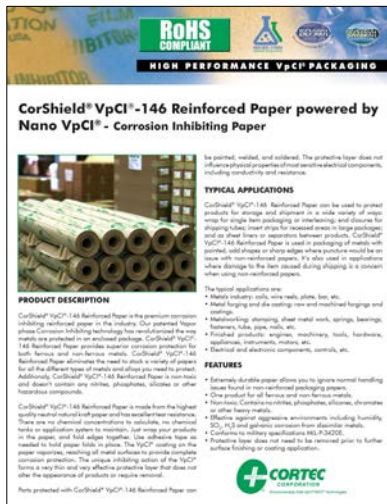 RoHS
COMPLIANT
HIGH PERFORMANCE VpCI® PACKAGING
CorShield® VpCI®-146 Reinforced Paper powered by
Nano VpCI® - Corrosion Inhibiting Paper
PRODUCT DESCRIPTION
CorShield® VpCI®-146 Reinforced Paper is the premium corrosion
inhibiting reinforced paper in the industry. Our patented Vapor
phase Corrosion Inhibiting technology has revolutionized the way
metals are protected in an enclosed package. CorShield® VpCI®-
146 Reinforced Paper provides superior corrosion protection for
both ferrous and non-ferrous metals. CorShield® VpCI®-146
Reinforced Paper eliminates the need to stock a variety of papers
for all the different types of metals and alloys you need to protect.
Additionally, CorShield® VpCI®-146 Reinforced Paper is non-toxic
and doesn't contain any nitrites, phosphates, silicates or other
hazardous compounds.
CorShield® VpCI®-146 Reinforced Paper is made from the highest
quality neutral natural kraft paper and has excellent tear resistance.
There are no chemical concentrations to calculate, no chemical
tanks or application system to maintain. Just wrap your products
in the paper, and fold edges together. Use adhesive tape as
needed to hold paper folds in place. The VpCI® coating on the
paper vaporizes, reaching all metal surfaces to provide complete
corrosion protection. The unique inhibiting action of the VpCI®
forms a very thin and very effective protective layer that does not
alter the appearance of products or require removal.
Parts protected with CorShield® VpCI®-146 Reinforced Paper can
be painted, welded, and soldered. The protective layer does not
influence physical properties of most sensitive electrical components,
including conductivity and resistance.
TYPICAL APPLICATIONS
CorShield® VpCI®-146 Reinforced Paper can be used to protect
products for storage and shipment in a wide variety of ways:
wrap for single item packaging or interleaving; end closures for
shipping tubes; insert strips for recessed areas in large packages;
and as sheet liners or separators between products. CorShield®
VpCI®-146 Reinforced Paper is used in packaging of metals with
pointed, odd shapes or sharp edges where puncture would be an
issue with non-reinforced papers. It's also used in applications
where damage to the item caused during shipping is a concern
when using non-reinforced papers.
The typical applications are:
• Metals industry: coils, wire reels, plate, bar, etc.
• Metal forging and die casting: raw and machined forgings and
castings.
• Metalworking: stamping, sheet metal work, springs, bearings,
fasteners, tube, pipe, nails, etc.
• Finished products: engines, machinery, tools, hardware,
appliances, instruments, motors, etc.
• Electrical and electronic components, controls, etc.
FEATURES
• Extremely durable paper allows you to ignore normal handling
issues found in non-reinforced packaging papers.
• One product for all ferrous and non ferrous metals.
• Non-toxic. Contains no nitrites, phosphates, silicones, chromates
or other heavy metals.
• Effective against aggressive environments including humidity,
SO₂, H₂S and galvanic corrosion from dissimilar metals.
• Conforms to military specifications MIL-P-3420E.
• Protective layer does not need to be removed prior to further
surface finishing or coating application.
CORTEC